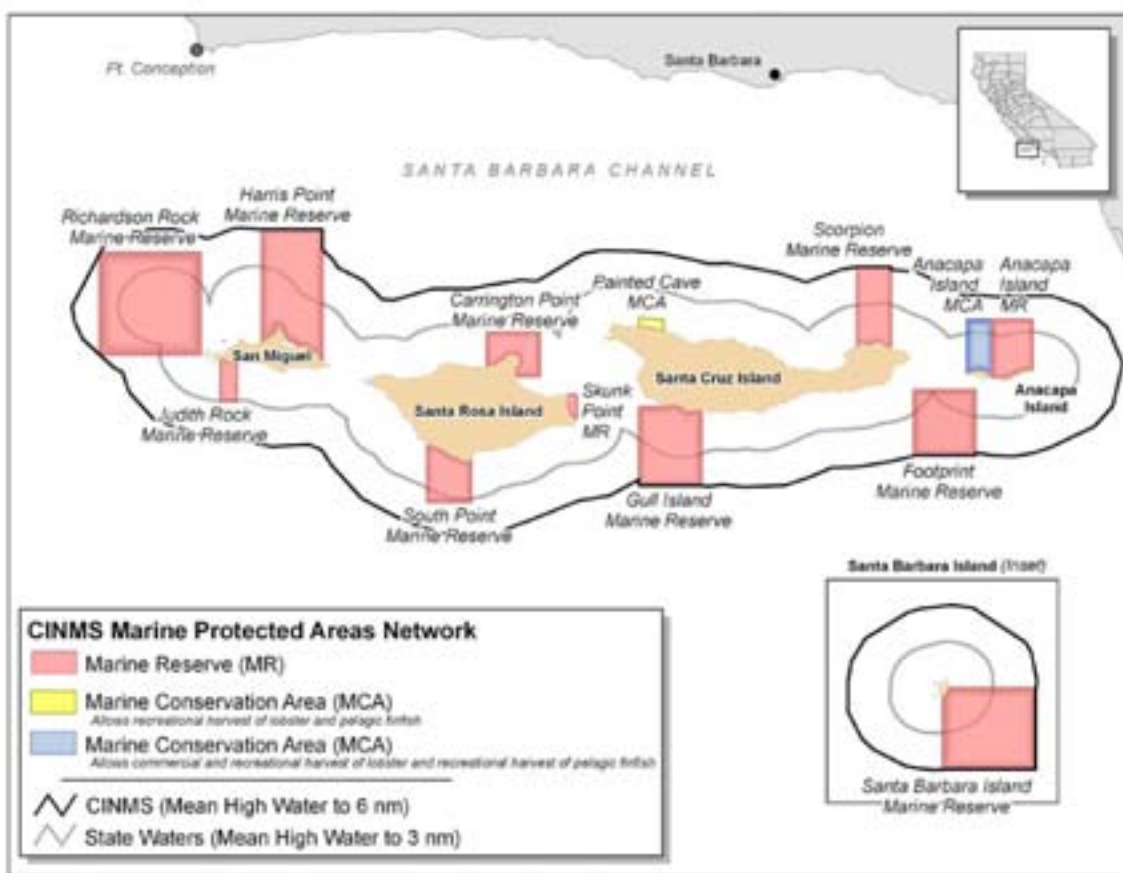 Pt. Conception
Santa Barbara
SANTA BARBARA CHANNEL
Harris Point
Marine Reserve
Richardson Rock
Marine Reserve
Scorpion
Marine Reserve
Painted Cave
MCA
Anacapa
Island
MCA
Anacapa
Island
MR
Carrington Point
Marine Reserve
San Miguel
Santa Cruz Island
Santa Rosa Island
Skunk
Point
MR
Anacapa
Island
Judith Rock
Marine Reserve
Footprint
Marine Reserve
Gull Island
Marine Reserve
South Point
Marine Reserve
Santa Barbara Island (Inset)
Santa Barbara Island
Marine Reserve
CINMS Marine Protected Areas Network
Marine Reserve (MR)
Marine Conservation Area (MCA)
Allows recreational harvest of lobster and pelagic finfish
Marine Conservation Area (MCA)
Allows commercial and recreational harvest of lobster and recreational harvest of pelagic finfish
CINMS (Mean High Water to 6 nm)
State Waters (Mean High Water to 3 nm)